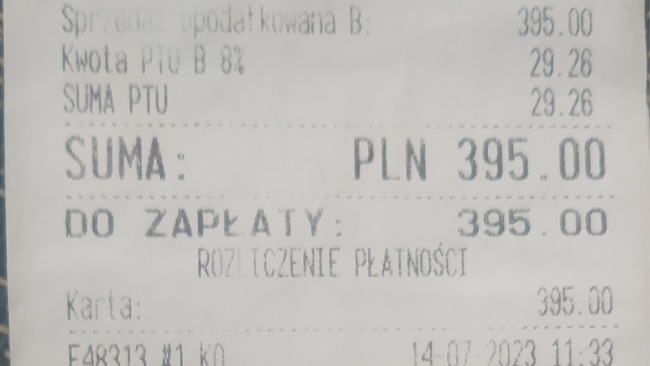 Sprzedaż opodatkowana B: 395.00
Kwota PTU B 8% 29.26
SUMA PTU 29.26
SUMA: PLN 395.00
DO ZAPŁATY: 395.00
ROZLICZENIE PŁATNOŚCI
Karta: 395.00
F48313 #1 KO 14-07-2023 11:33